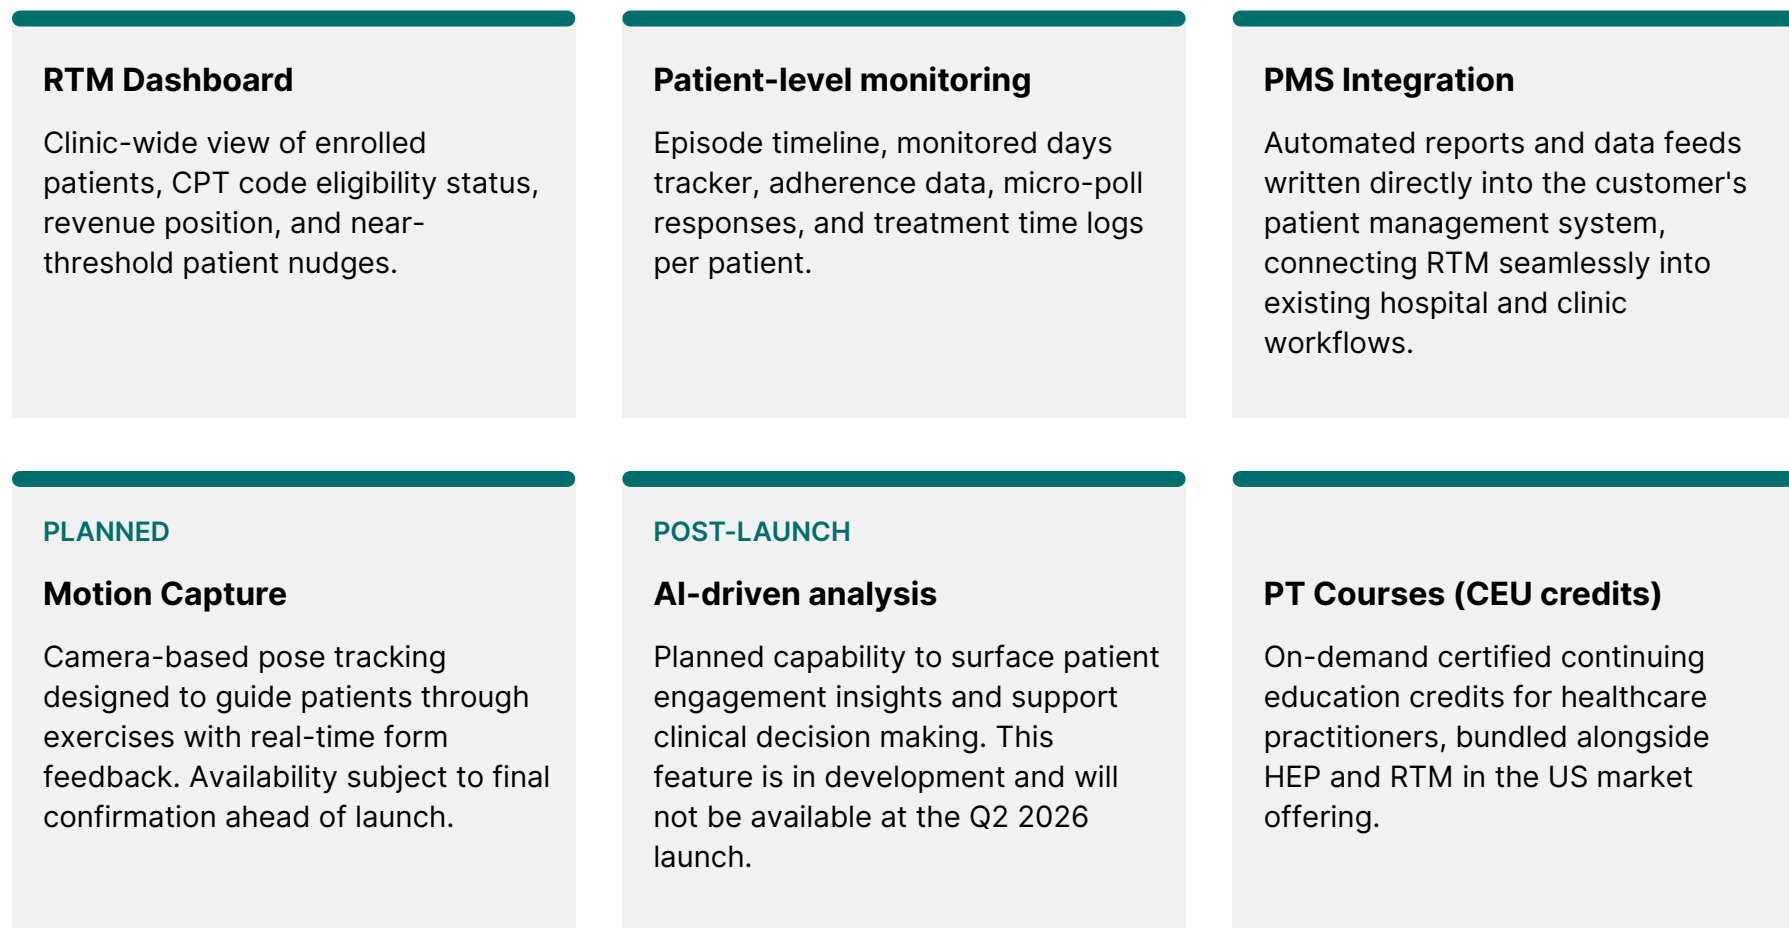 RTM Dashboard
Clinic-wide view of enrolled
patients, CPT code eligibility status,
revenue position, and near-
threshold patient nudges.
Patient-level monitoring
Episode timeline, monitored days
tracker, adherence data, micro-poll
responses, and treatment time logs
per patient.
PMS Integration
Automated reports and data feeds
written directly into the customer's
patient management system,
connecting RTM seamlessly into
existing hospital and clinic
workflows.
PLANNED
Motion Capture
Camera-based pose tracking
designed to guide patients through
exercises with real-time form
feedback. Availability subject to final
confirmation ahead of launch.
POST-LAUNCH
AI-driven analysis
Planned capability to surface patient
engagement insights and support
clinical decision making. This
feature is in development and will
not be available at the Q2 2026
launch.
PT Courses (CEU credits)
On-demand certified continuing
education credits for healthcare
practitioners, bundled alongside
HEP and RTM in the US market
offering.